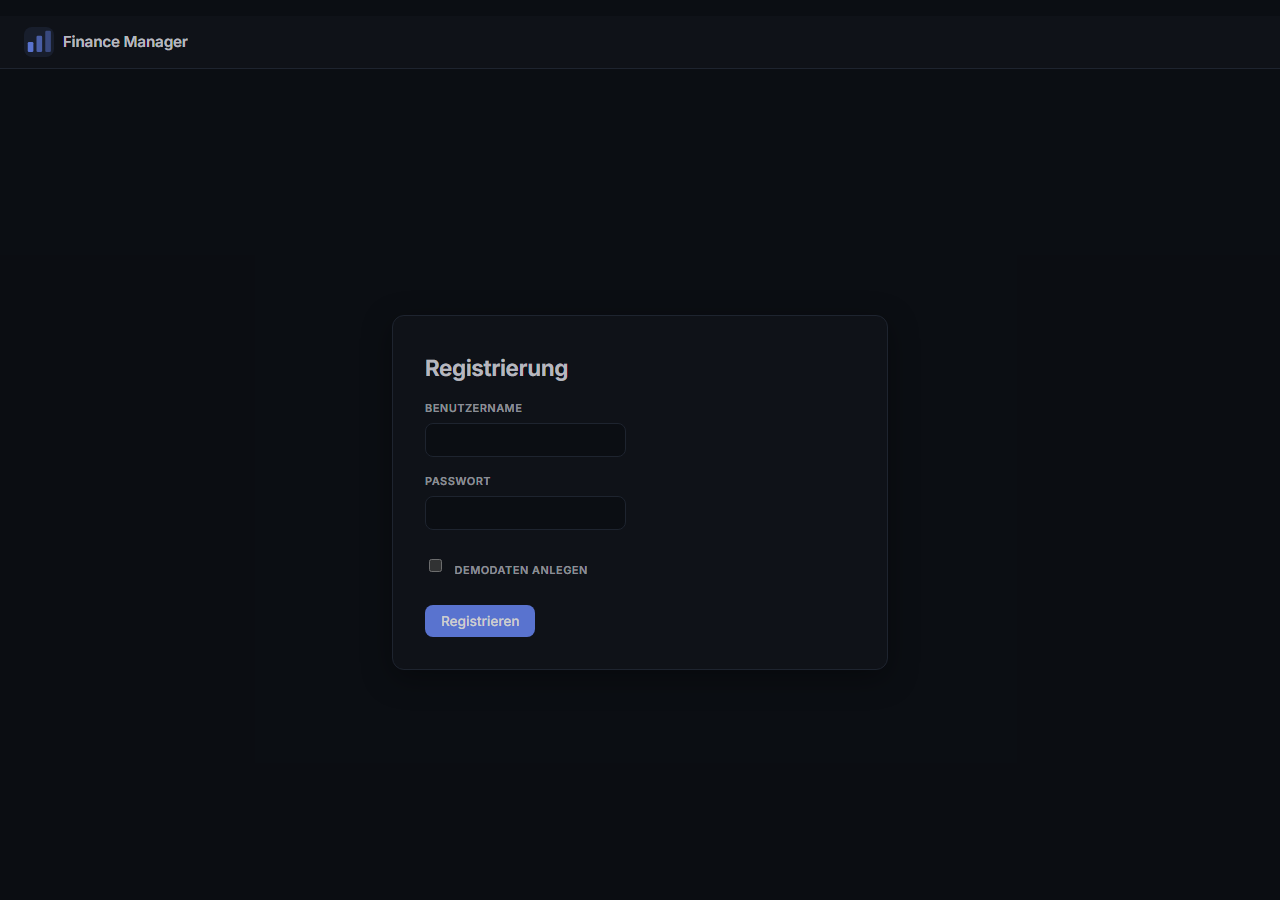 Finance Manager
Registrierung
BENUTZERNAME
PASSWORT
DEMODATEN ANLEGEN
Registrieren